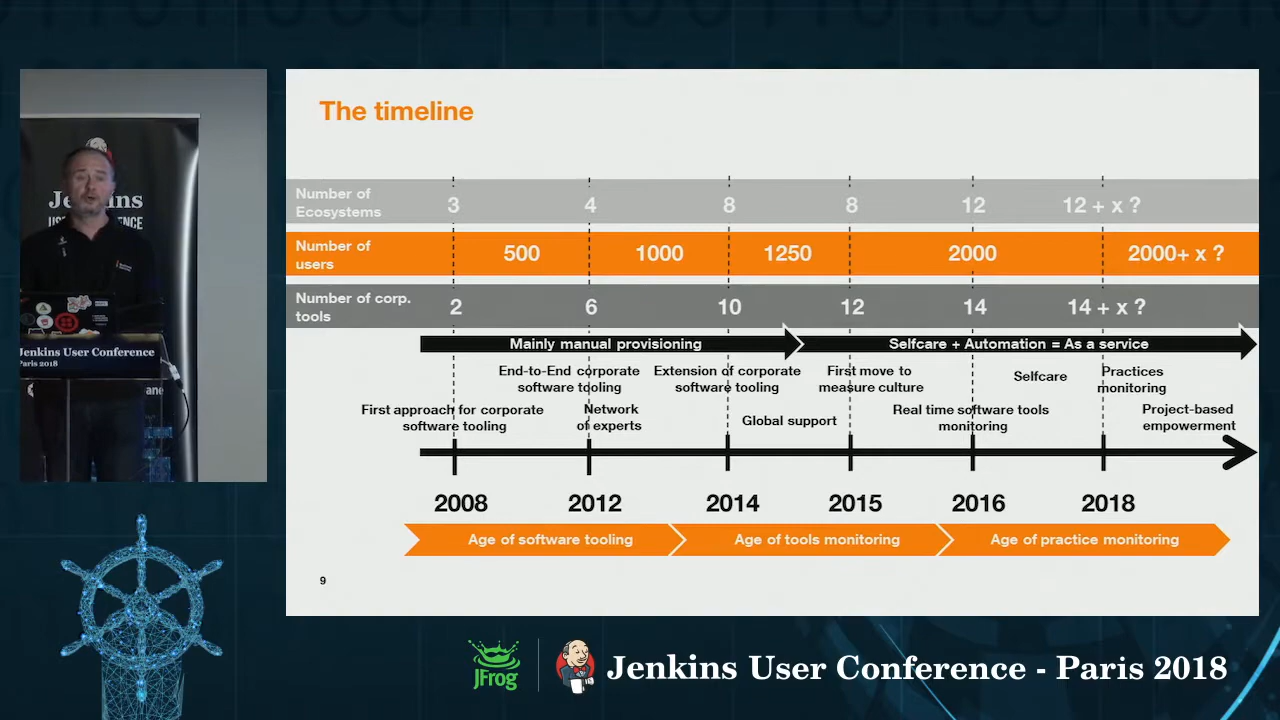 The timeline
Number of
Ecosystems
3
4
8
8
12
12 + x ?
Number of
users
500
1000
1250
2000
2000+ x ?
Number of corp.
tools
2
6
10
12
14
14 + x ?
Mainly manual provisioning
Selfcare + Automation = As a service
End-to-End corporate
software tooling
Extension of corporate
software tooling
First move to
measure culture
Selfcare
Practices
monitoring
First approach for corporate
software tooling
Network
of experts
Global support
Real time software tools
monitoring
Project-based
empowerment
2008
2012
2014
2015
2016
2018
Age of software tooling
Age of tools monitoring
Age of practice monitoring
9
Jenkins User Conference
Paris 2018
JFrog
Jenkins User Conference - Paris 2018